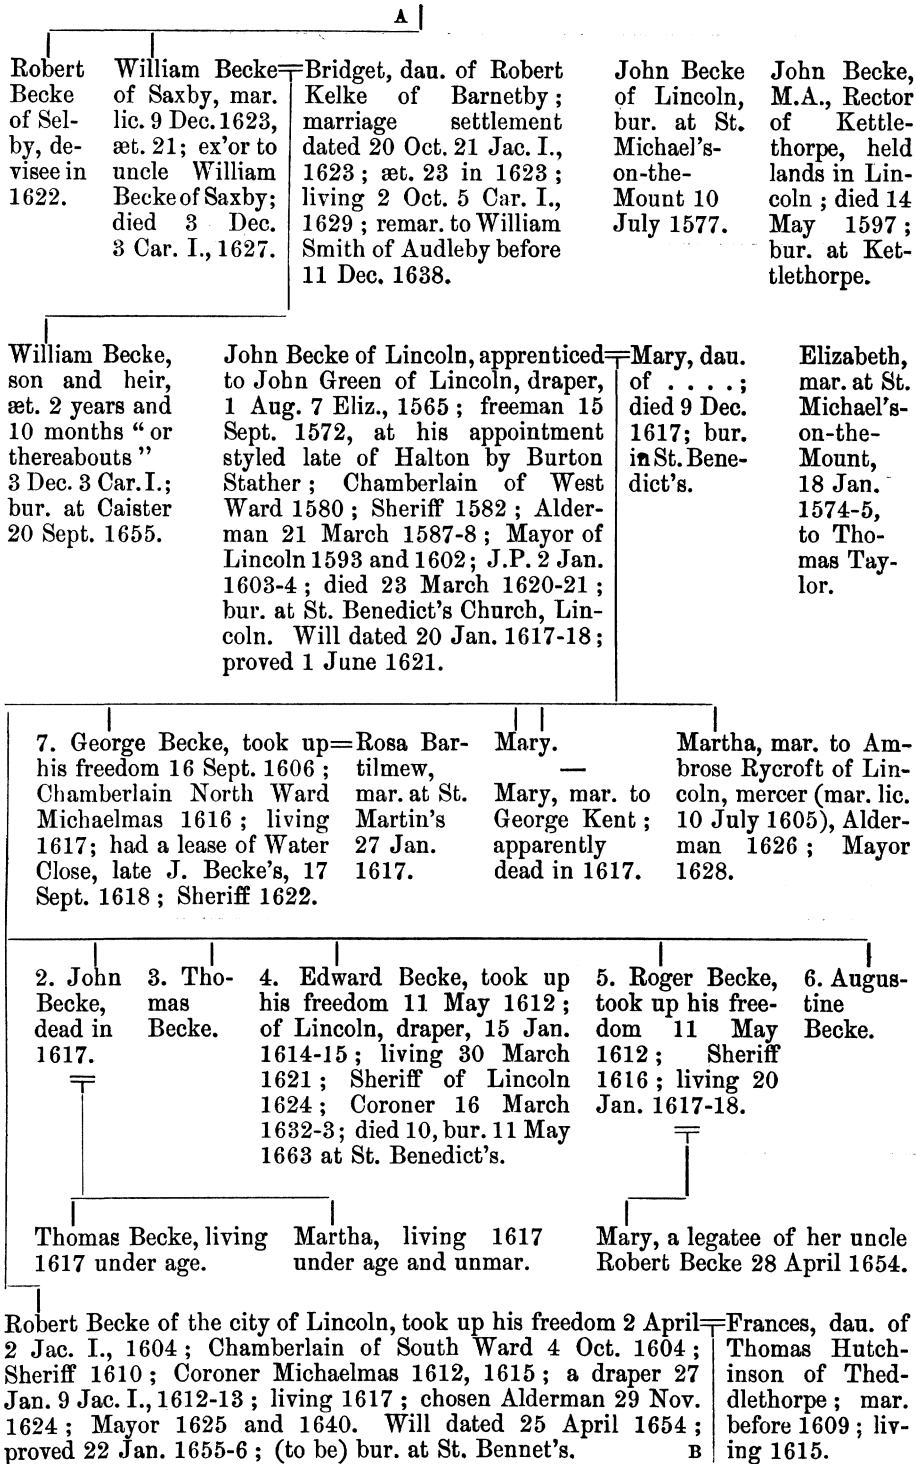 A
Robert
Becke
of Sel-
by, de-
visee in
1622.
William Becke
of Saxby, mar.
lic. 9 Dec. 1623,
æt. 21; ex'or to
uncle William
Becke of Saxby;
died 3 Dec.
3 Car. I., 1627.
Bridget, dau. of Robert
Kelke of Barnetby;
marriage settlement
dated 20 Oct. 21 Jac. I.,
1623; æt. 23 in 1623;
living 2 Oct. 5 Car. I.,
1629; remar. to William
Smith of Audleby before
11 Dec. 1638.
John Becke
of Lincoln,
bur. at St.
Michael's-
on-the-
Mount 10
July 1577.
John Becke,
M.A., Rector
of Kettle-
thorpe, held
lands in Lin-
coln; died 14
May 1597;
bur. at Ket-
tlethorpe.
William Becke,
son and heir,
æt. 2 years and
10 months "or
thereabouts"
3 Dec. 3 Car. I.;
bur. at Caister
20 Sept. 1655.
John Becke of Lincoln, apprenticed
to John Green of Lincoln, draper,
1 Aug. 7 Eliz., 1565; freeman 15
Sept. 1572, at his appointment
styled late of Halton by Burton
Stather; Chamberlain of West
Ward 1580; Sheriff 1582; Alder-
man 21 March 1587-8; Mayor of
Lincoln 1593 and 1602; J.P. 2 Jan.
1603-4; died 23 March 1620-21;
bur. at St. Benedict's Church, Lin-
coln. Will dated 20 Jan. 1617-18;
proved 1 June 1621.
Mary, dau.
of . . . .;
died 9 Dec.
1617; bur.
in St. Bene-
dict's.
Elizabeth,
mar. at St.
Michael's-
on-the-
Mount,
18 Jan.
1574-5,
to Tho-
mas Tay-
lor.
7. George Becke, took up
his freedom 16 Sept. 1606;
Chamberlain North Ward
Michaelmas 1616; living
1617; had a lease of Water
Close, late J. Becke's, 17
Sept. 1618; Sheriff 1622.
Rosa Bar-
tilmew,
mar. at St.
Martin's
27 Jan.
1617.
Mary.
—
Mary, mar. to
George Kent;
apparently
dead in 1617.
Martha, mar. to Am-
brose Rycroft of Lin-
coln, mercer (mar. lic.
10 July 1605), Alder-
man 1626; Mayor
1628.
2. John
Becke,
dead in
1617.
3. Tho-
mas
Becke.
4. Edward Becke, took up
his freedom 11 May 1612;
of Lincoln, draper, 15 Jan.
1614-15; living 30 March
1621; Sheriff of Lincoln
1624; Coroner 16 March
1632-3; died 10, bur. 11 May
1663 at St. Benedict's.
5. Roger Becke,
took up his free-
dom 11 May
1612; Sheriff
1616; living 20
Jan. 1617-18.
6. Augus-
tine
Becke.
Thomas Becke, living
1617 under age.
Martha, living 1617
under age and unmar.
Mary, a legatee of her uncle
Robert Becke 28 April 1654.
Robert Becke of the city of Lincoln, took up his freedom 2 April
2 Jac. I., 1604; Chamberlain of South Ward 4 Oct. 1604;
Sheriff 1610; Coroner Michaelmas 1612, 1615; a draper 27
Jan. 9 Jac. I., 1612-13; living 1617; chosen Alderman 29 Nov.
1624; Mayor 1625 and 1640. Will dated 25 April 1654;
proved 22 Jan. 1655-6; (to be) bur. at St. Bennet's. B
Frances, dau. of
Thomas Hutch-
inson of Thed-
dlethorpe; mar.
before 1609; liv-
ing 1615.